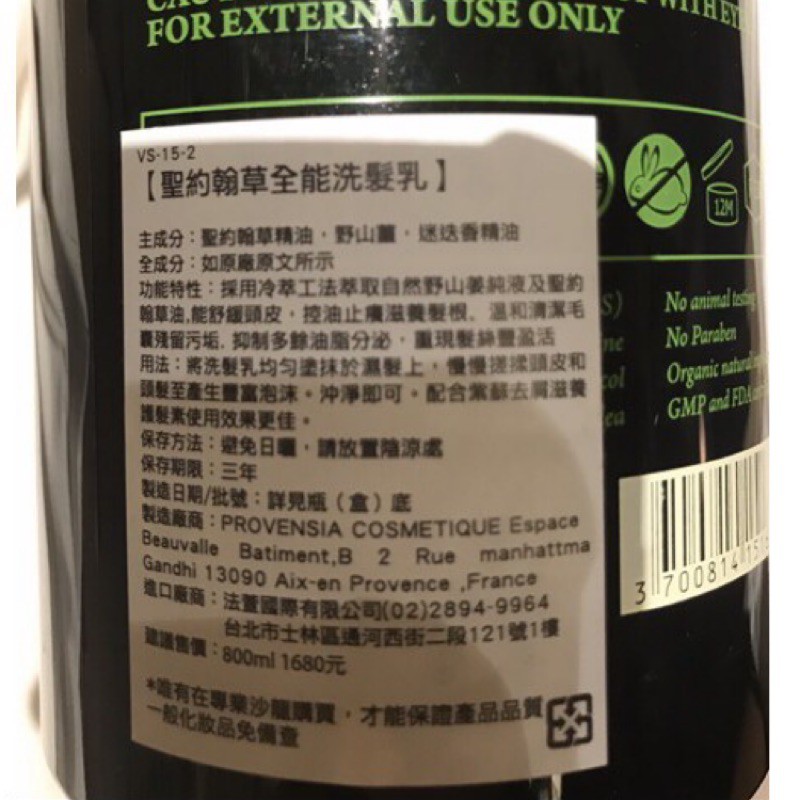 WITH EYE
FOR EXTERNAL USE ONLY
12M
VS-15-2
【聖約翰草全能洗髮乳】
主成分：聖約翰草精油，野山薑，迷迭香精油
全成分：如原廠原文所示
功能特性：採用冷萃工法萃取自然野山姜純液及聖約
翰草油,能舒緩頭皮，控油止癢滋養髮根、溫和清潔毛
囊殘留污垢, 抑制多餘油脂分泌，重現髮絲豐盈活
用法：將洗髮乳均勻塗抹於濕髮上，慢慢搓揉頭皮和
頭髮至產生豐富泡沫。沖淨即可。配合紫蘇去屑滋養
護髮素使用效果更佳。
保存方法：避免日曬，請放置陰涼處
保存期限：三年
製造日期/批號：詳見瓶（盒）底
製造廠商：PROVENSIA COSMETIQUE Espace
Beauvalle Batiment,B 2 Rue manhattma
Gandhi 13090 Aix-en Provence ,France
進口廠商：法萱國際有限公司(02)2894-9964
台北市士林區通河西街二段121號1樓
建議售價：800ml 1680元
*唯有在專業沙龍購買，才能保證產品品質
一般化妝品免備查
No animal testing
No Paraben
Organic natural
GMP and FDA
3 700814